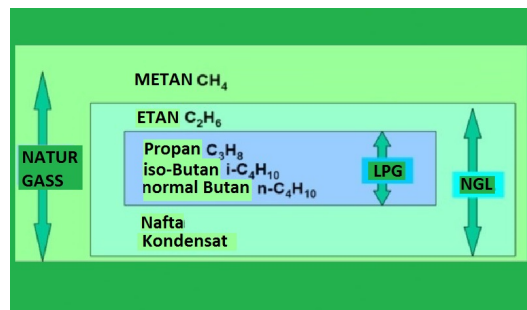 METAN CH₄
ETAN C₂H₆
Propan C₃H₈
iso-Butan i-C₄H₁₀
normal Butan n-C₄H₁₀
LPG
NATUR
GASS
NGL
Nafta
Kondensat